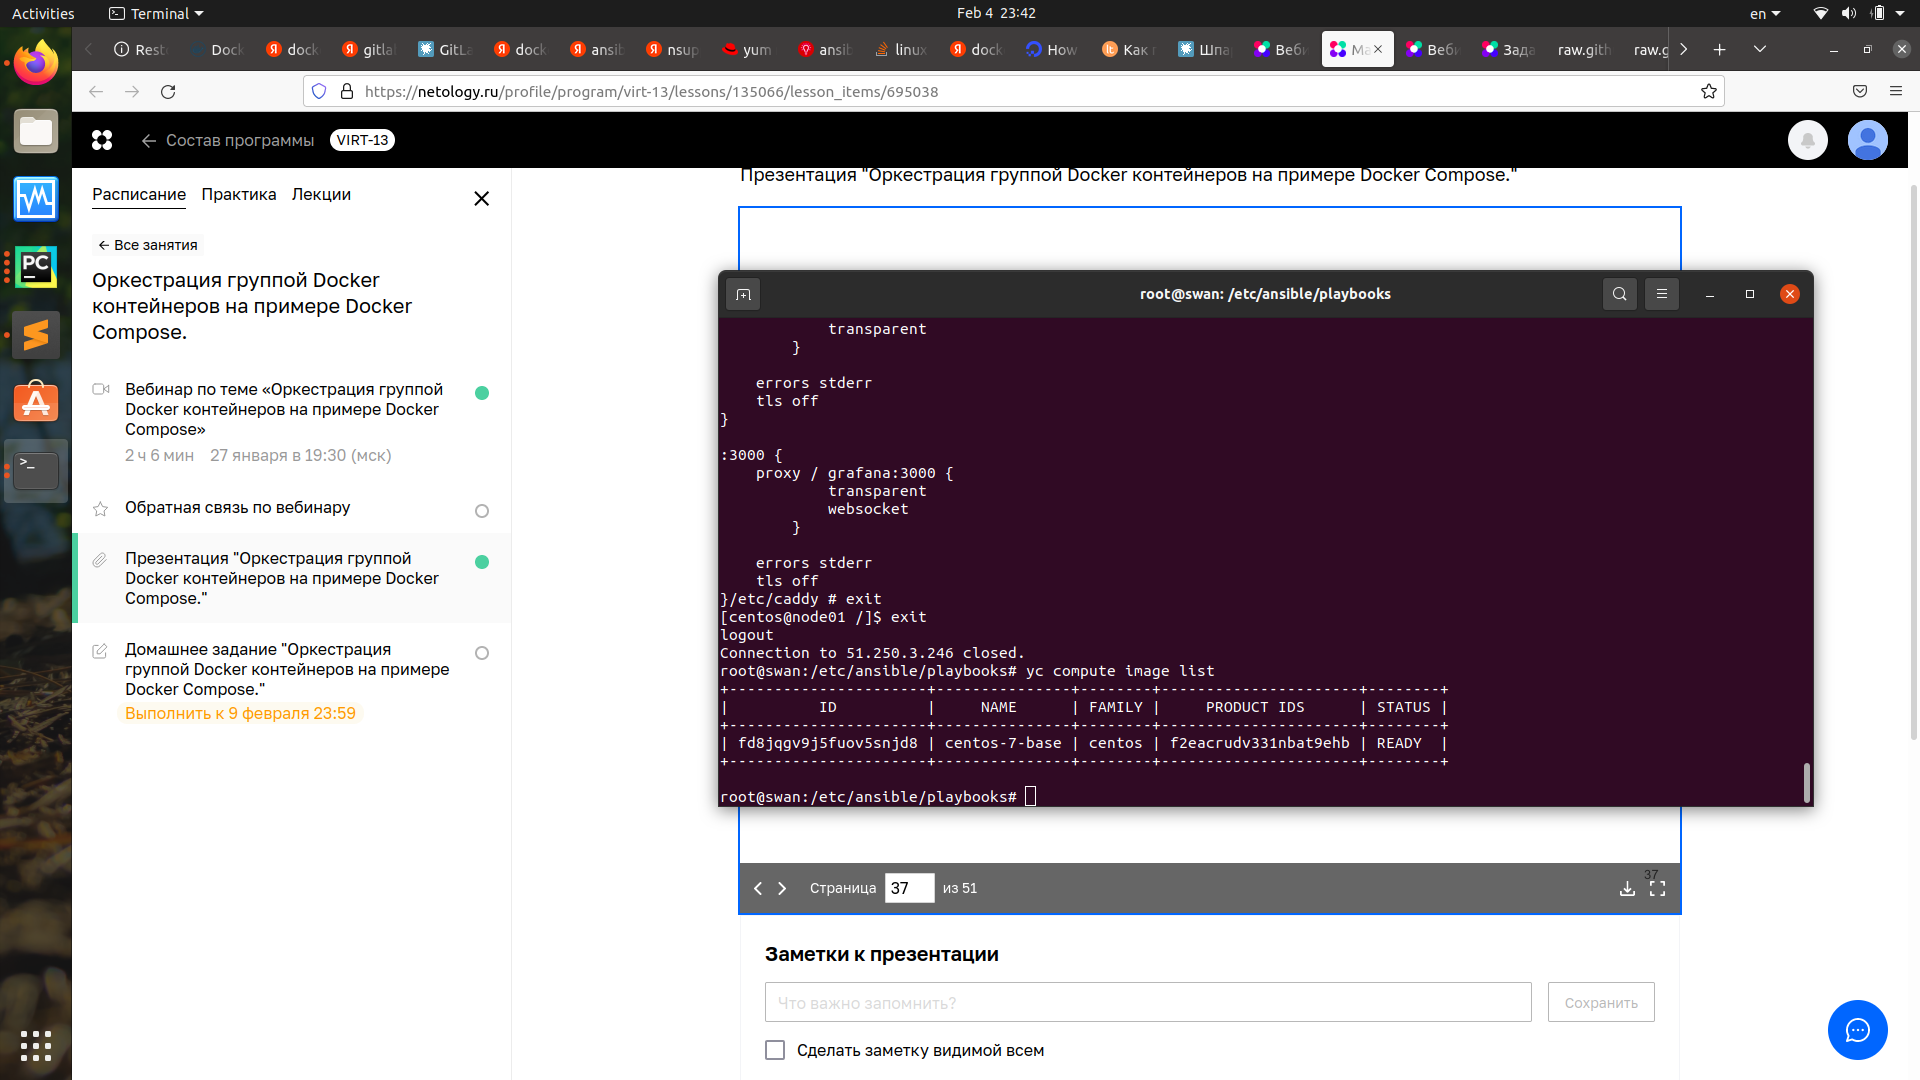 Activities
Terminal
Feb 4 23:42
en
Rest
Dock
dock
gitla
GitLa
dock
ansib
nsup
yum
ansib
linux
dock
How
Как г
Шпа
Веби
Ма
Веби
Зада
raw.gith
raw.g
https://netology.ru/profile/program/virt-13/lessons/135066/lesson_items/695038
Состав программы
VIRT-13
Расписание
Практика
Лекции
← Все занятия
Оркестрация группой Docker
контейнеров на примере Docker
Compose.
Вебинар по теме «Оркестрация группой
Docker контейнеров на примере Docker
Compose»
2 ч 6 мин 27 января в 19:30 (мск)
Обратная связь по вебинару
Презентация "Оркестрация группой
Docker контейнеров на примере Docker
Compose."
Домашнее задание "Оркестрация
группой Docker контейнеров на примере
Docker Compose."
Выполнить к 9 февраля 23:59
Презентация "Оркестрация группой Docker контейнеров на примере Docker Compose."
root@swan: /etc/ansible/playbooks
            transparent
        }

    errors stderr
    tls off
}

:3000 {
    proxy / grafana:3000 {
            transparent
            websocket
        }

    errors stderr
    tls off
}/etc/caddy # exit
[centos@node01 /]$ exit
logout
Connection to 51.250.3.246 closed.
root@swan:/etc/ansible/playbooks# yc compute image list
+----------------------+---------------+--------+----------------------+--------+
|          ID          |     NAME      | FAMILY |     PRODUCT IDS      | STATUS |
+----------------------+---------------+--------+----------------------+--------+
| fd8jqgv9j5fuov5snjd8 | centos-7-base | centos | f2eacrudv331nbat9ehb | READY  |
+----------------------+---------------+--------+----------------------+--------+

root@swan:/etc/ansible/playbooks#
Страница 37 из 51
37
Заметки к презентации
Что важно запомнить?
Сохранить
Сделать заметку видимой всем